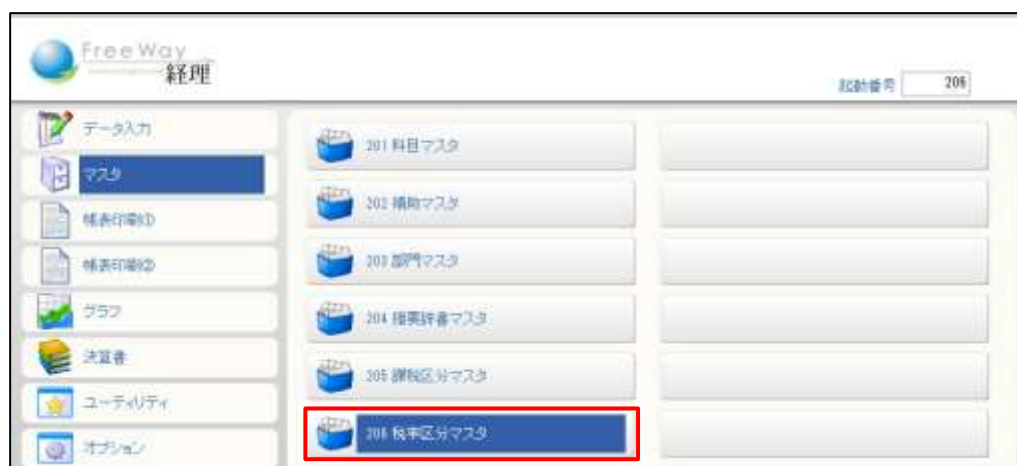 FreeWay
経理
起動番号 206
データ入力
マスタ
帳表印刷①
帳表印刷②
グラフ
決算書
ユーティリティ
オプション
201 科目マスタ
202 補助マスタ
203 部門マスタ
204 摘要辞書マスタ
205 課税区分マスタ
206 税率区分マスタ